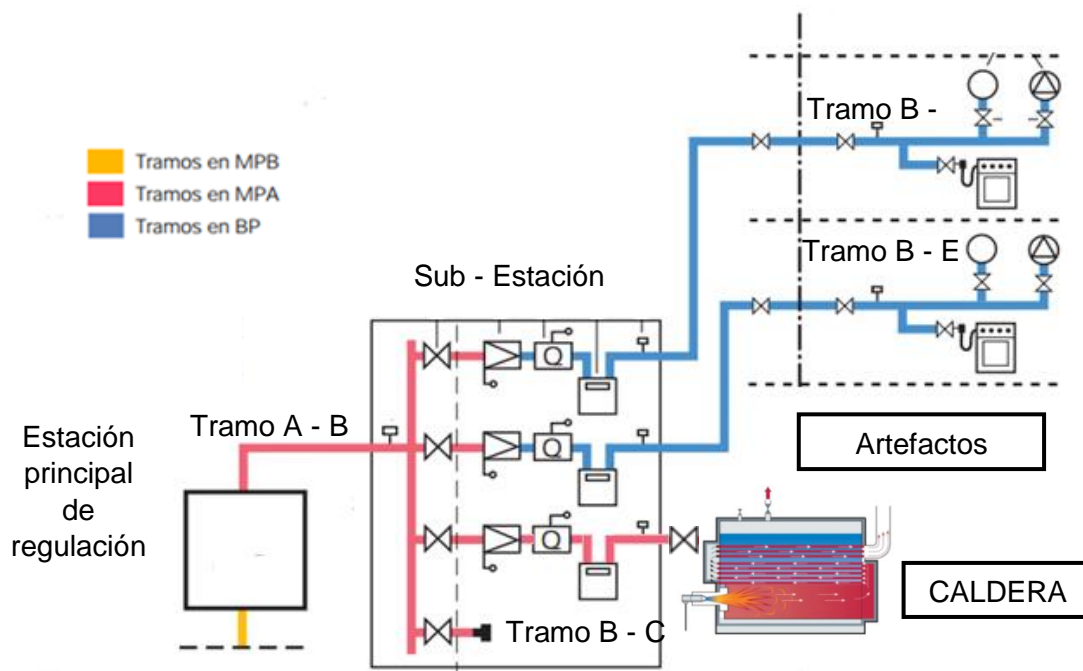 Tramo B -
Tramos en MPB
Tramos en MPA
Tramos en BP
Tramo B - E
Sub - Estación
Q
Tramo A - B
Estación
principal
de
regulación
Q
Artefactos
Q
CALDERA
Tramo B - C